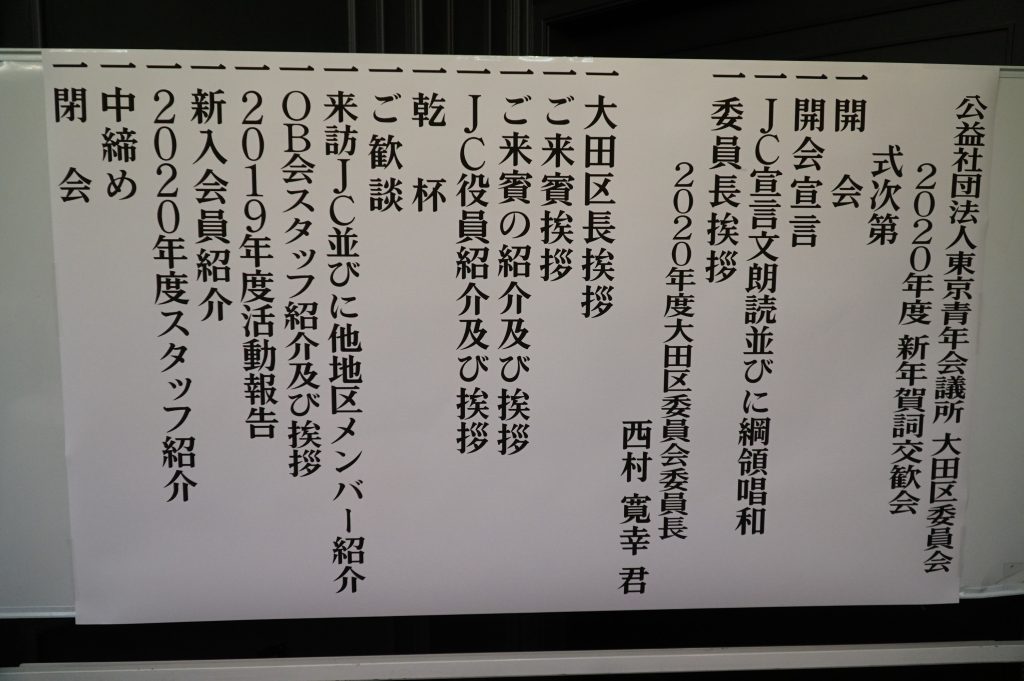 公益社団法人東京青年会議所 大田区委員会
２０２０年度 新年賀詞交歓会
式次第
一 開 会
一 開会宣言
一 ＪＣ宣言文朗読並びに綱領唱和
一 委員長挨拶
２０２０年度大田区委員会委員長
西村 寛幸 君
一 大田区長挨拶
一 ご来賓挨拶
一 ご来賓の紹介及び挨拶
一 ＪＣ役員紹介及び挨拶
一 乾 杯
一 ご歓談
一 来訪ＪＣ並びに他地区メンバー紹介
一 ＯＢ会スタッフ紹介及び挨拶
一 ２０１９年度活動報告
一 新入会員紹介
一 ２０２０年度スタッフ紹介
一 中締め
一 閉 会